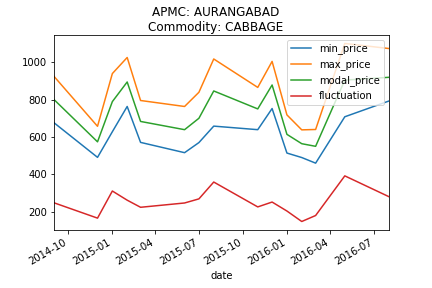 APMC: AURANGABAD
Commodity: CABBAGE
min_price
max_price
modal_price
fluctuation
1000
800
600
400
200
2014-10
2015-01
2015-04
2015-07
2015-10
2016-01
2016-04
2016-07
date